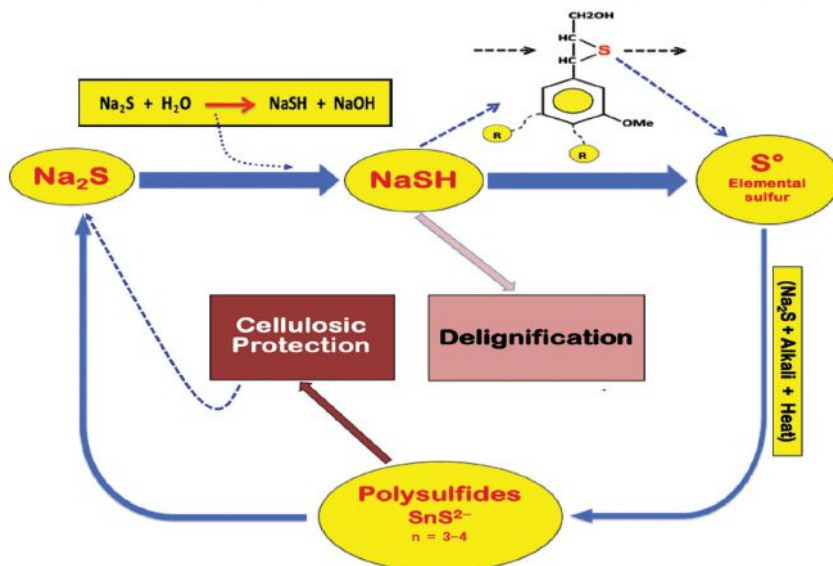 CH2OH
HC
S
HC
OMe
R
R
Na₂S + H₂O → NaSH + NaOH
Na₂S
NaSH
S°
Elemental
sulfur
(Na₂S + Alkali + Heat)
Cellulosic
Protection
Delignification
Polysulfides
SnS²⁻
n = 3–4